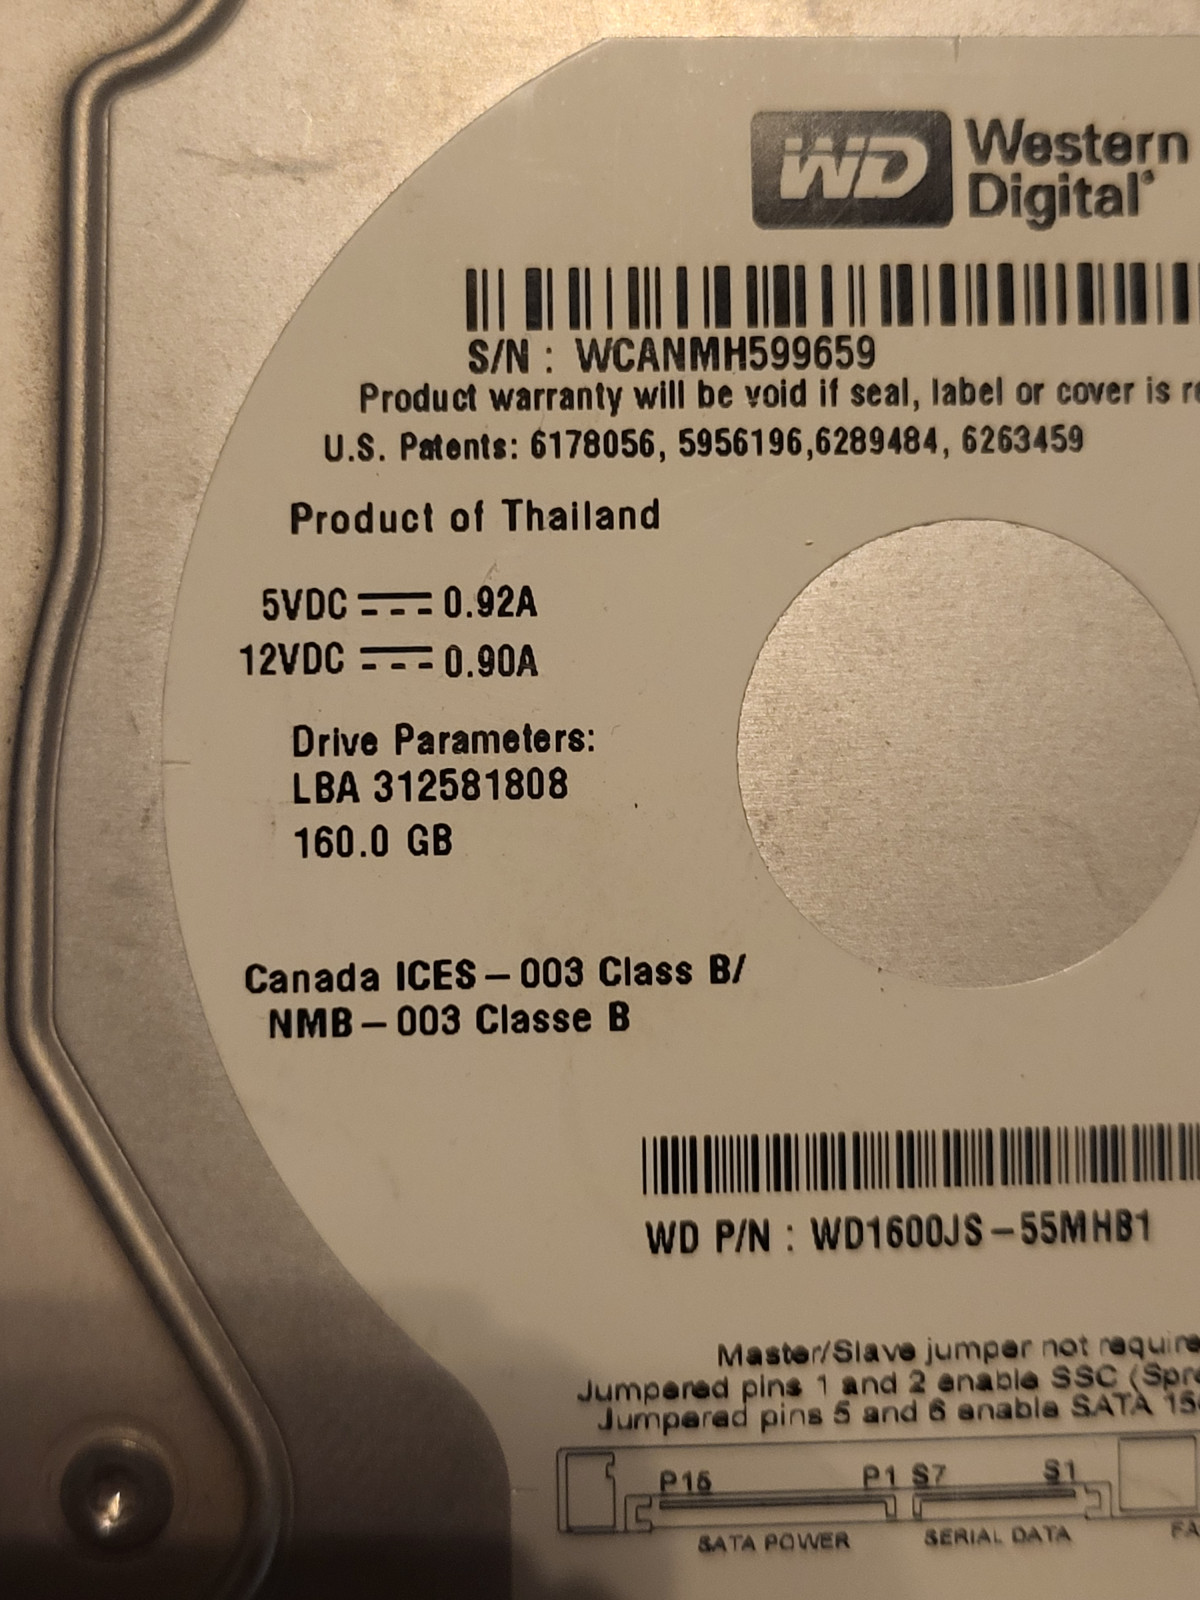 WD Western
Digital
S/N : WCANMH599659
Product warranty will be void if seal, label or cover is
U.S. Patents: 6178056, 5956196,6289484, 6263459
Product of Thailand
5VDC 0.92A
12VDC 0.90A
Drive Parameters:
LBA 312581808
160.0 GB
Canada ICES – 003 Class B/
NMB – 003 Classe B
WD P/N : WD1600JS – 55MHB1
Master/Slave jumper not
Jumpered pins 1 and 2 enable SSC
Jumpered pins 5 and 6 enable SATA
P15 P1 S7 S1
SATA POWER SERIAL DATA